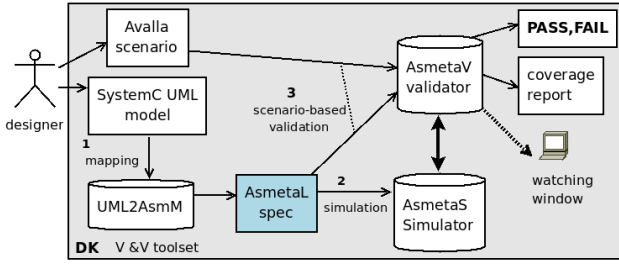 Avalla
scenario
PASS,FAIL
AsmetaV
validator
coverage
report
SystemC UML
model
designer
3
scenario-based
validation
1
mapping
UML2AsmM
AsmetaL
spec
2
simulation
AsmetaS
Simulator
watching
window
DK V &V toolset